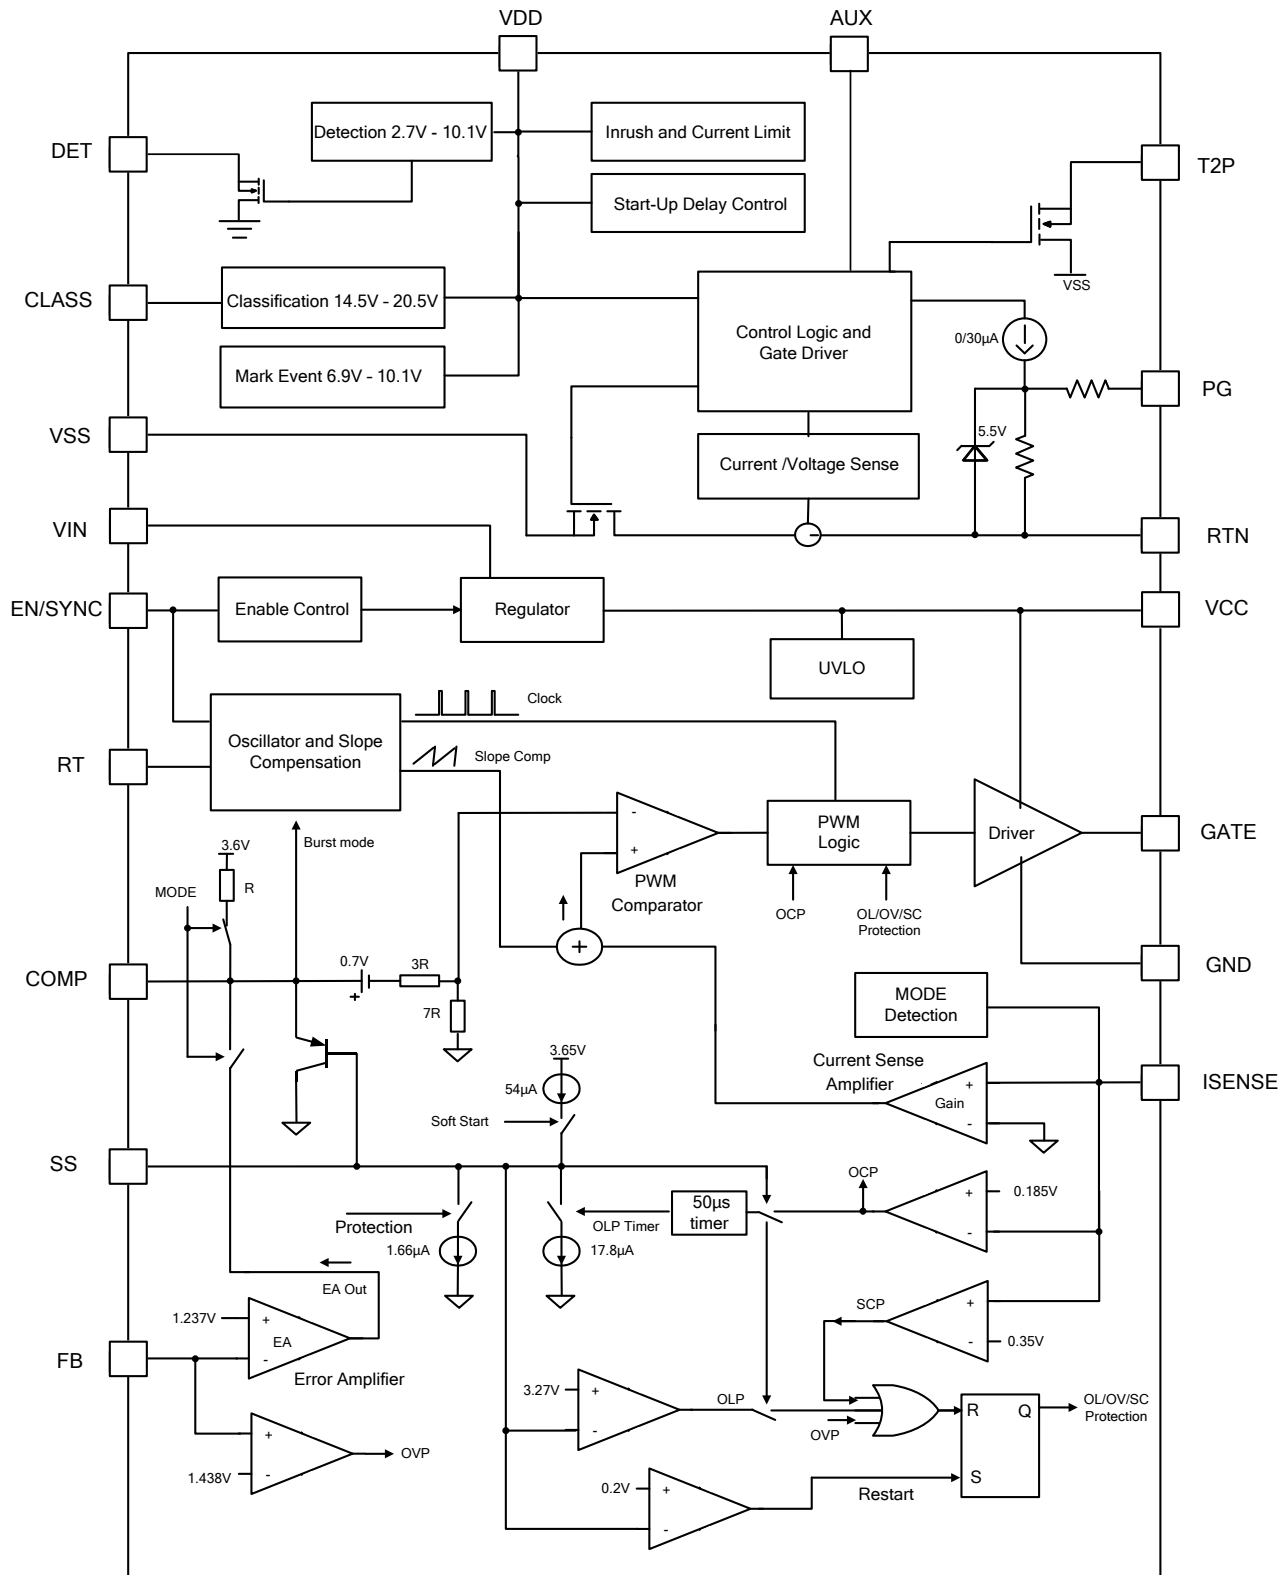 VDD
AUX
DET
Detection 2.7V - 10.1V
Inrush and Current Limit
T2P
Start-Up Delay Control
VSS
CLASS
Classification 14.5V - 20.5V
Control Logic and
Gate Driver
0/30µA
Mark Event 6.9V - 10.1V
PG
VSS
5.5V
Current /Voltage Sense
VIN
RTN
EN/SYNC
Enable Control
Regulator
VCC
UVLO
Clock
Oscillator and Slope
Compensation
Slope Comp
RT
-
+
PWM
Logic
Driver
GATE
Burst mode
3.6V
R
MODE
PWM
Comparator
OCP
OL/OV/SC
Protection
+
COMP
0.7V
+
3R
7R
GND
MODE
Detection
3.65V
54µA
Current Sense
Amplifier
+
Gain
-
ISENSE
Soft Start
SS
OCP
+
0.185V
-
50µs
timer
Protection
OLP Timer
1.66µA
17.8µA
EA Out
SCP
+
-
0.35V
1.237V
+
EA
-
FB
Error Amplifier
3.27V
+
-
OLP
OVP
R
Q
S
OL/OV/SC
Protection
+
-
1.438V
OVP
0.2V
+
-
Restart